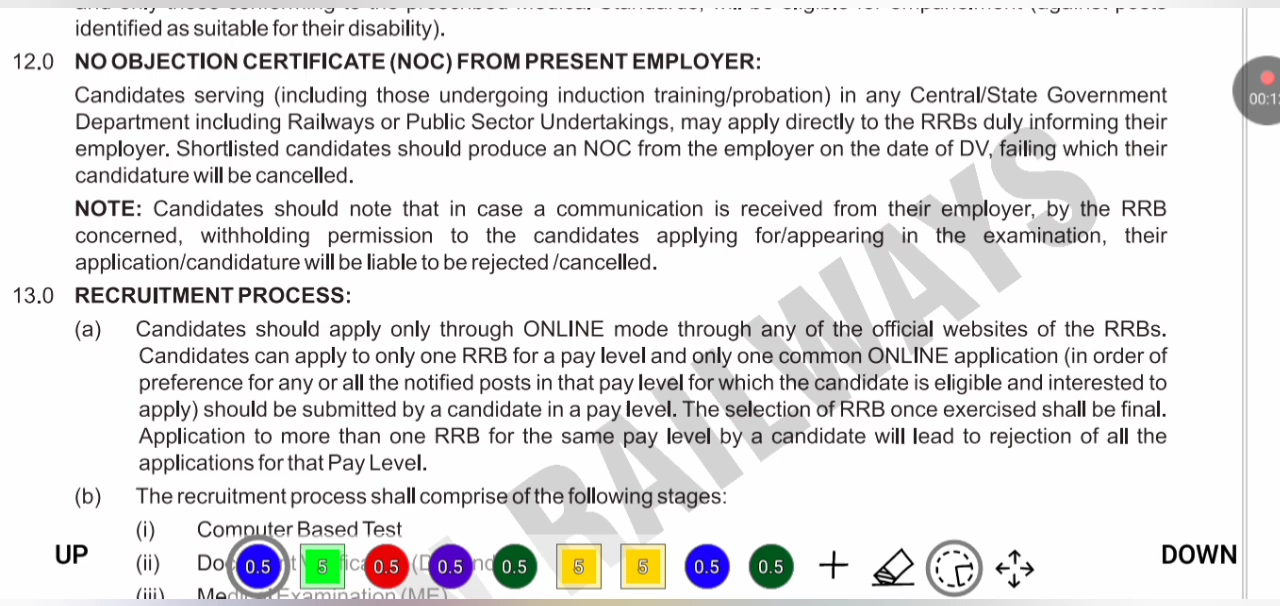 identified as suitable for their disability).
12.0 NO OBJECTION CERTIFICATE (NOC) FROM PRESENT EMPLOYER:
Candidates serving (including those undergoing induction training/probation) in any Central/State Government
Department including Railways or Public Sector Undertakings, may apply directly to the RRBs duly informing their
employer. Shortlisted candidates should produce an NOC from the employer on the date of DV, failing which their
candidature will be cancelled.
NOTE: Candidates should note that in case a communication is received from their employer, by the RRB
concerned, withholding permission to the candidates applying for/appearing in the examination, their
application/candidature will be liable to be rejected /cancelled.
13.0 RECRUITMENT PROCESS:
(a) Candidates should apply only through ONLINE mode through any of the official websites of the RRBs.
Candidates can apply to only one RRB for a pay level and only one common ONLINE application (in order of
preference for any or all the notified posts in that pay level for which the candidate is eligible and interested to
apply) should be submitted by a candidate in a pay level. The selection of RRB once exercised shall be final.
Application to more than one RRB for the same pay level by a candidate will lead to rejection of all the
applications for that Pay Level.
(b) The recruitment process shall comprise of the following stages:
(i) Computer Based Test
(ii)
(iii) Examination (ME)
UP 0.5 5 0.5 0.5 0.5 5 5 0.5 0.5 + DOWN
RAILWAYS